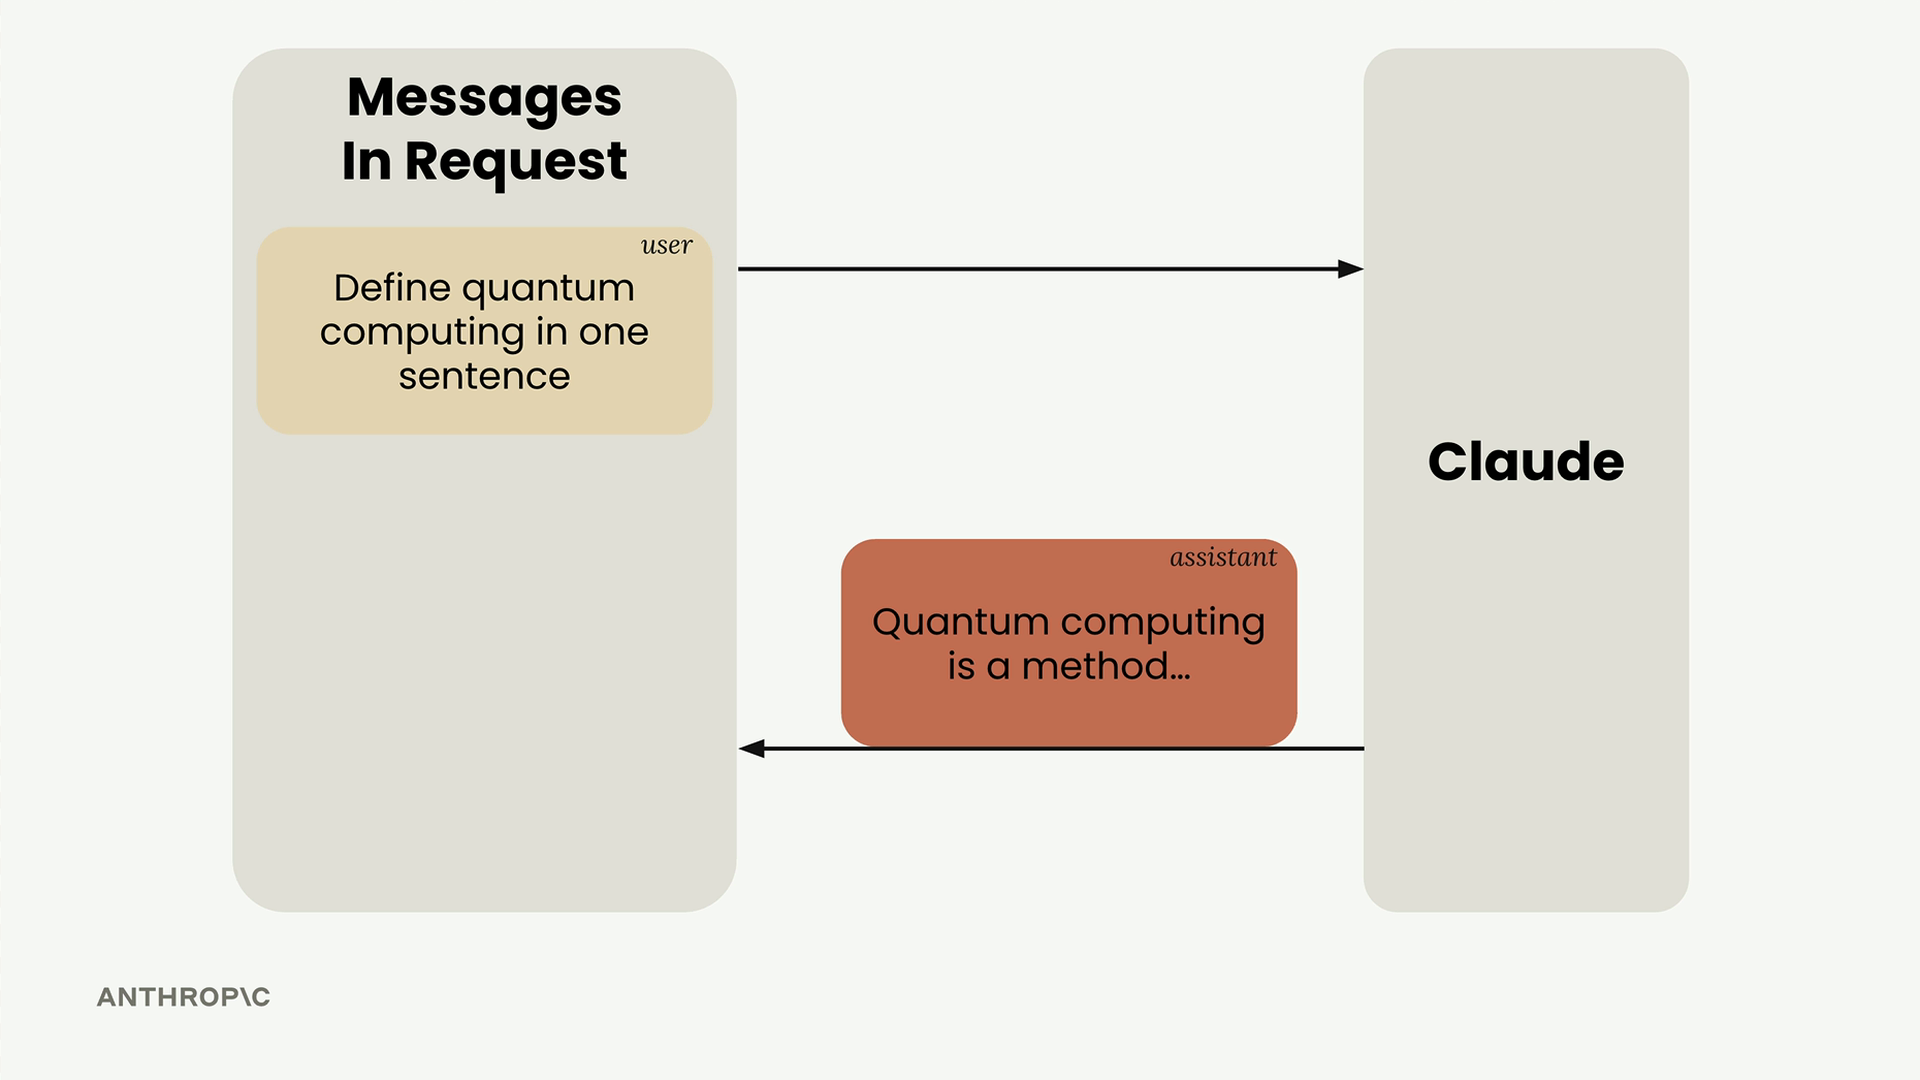 Messages
In Request
user
Define quantum
computing in one
sentence
Claude
assistant
Quantum computing
is a method...
ANTHROP\C